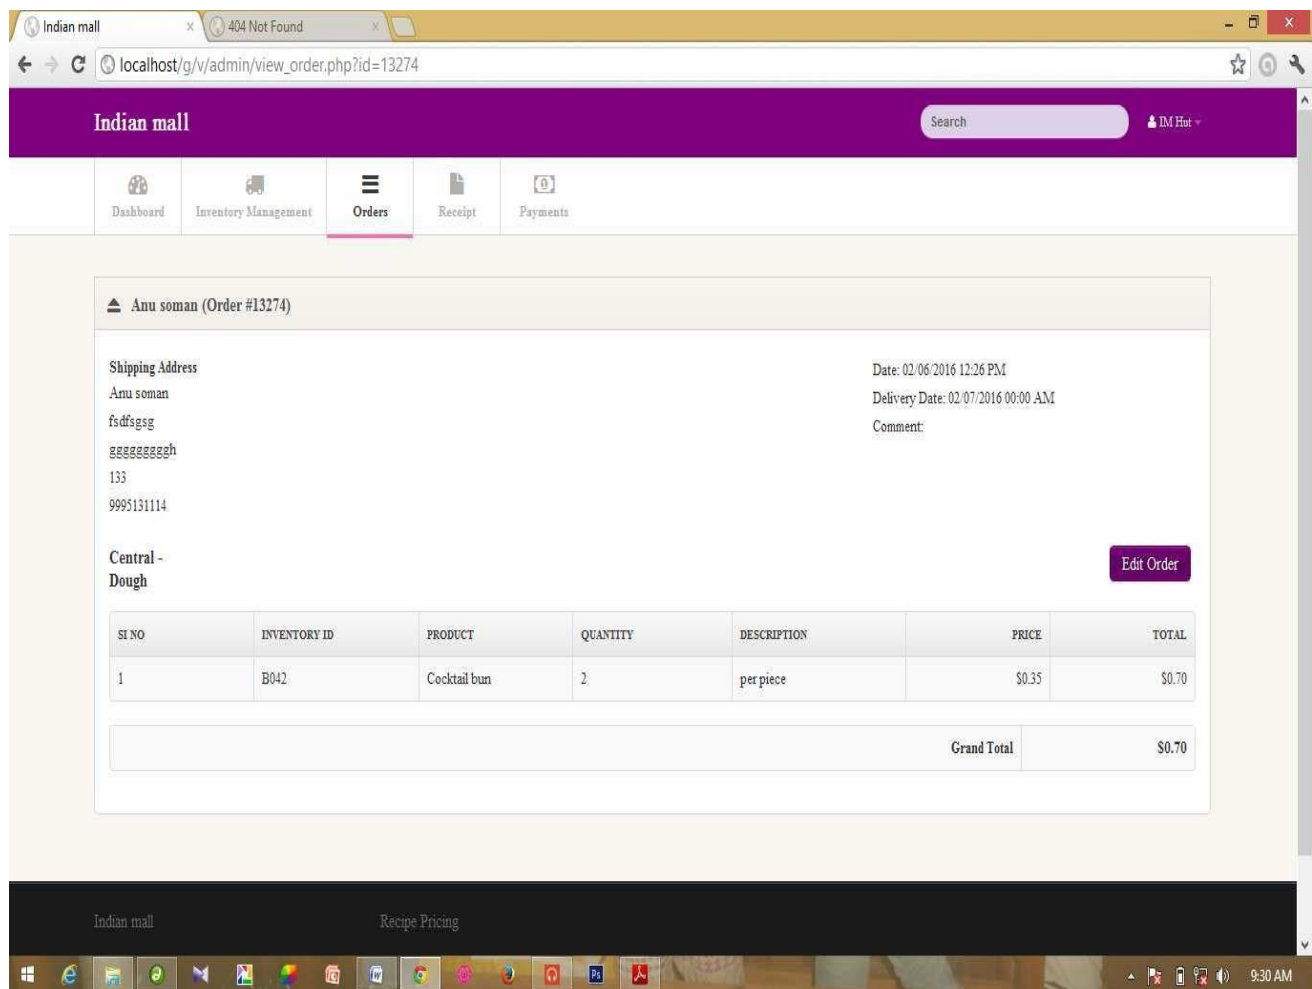 Indian mall
404 Not Found
localhost/g/v/admin/view_order.php?id=13274
Indian mall
Search
IM Hut
Dashboard
Inventory Management
Orders
Receipt
Payments
Anu soman (Order #13274)
Shipping Address
Anu soman
fsdfsgsg
gggggggggh
133
9995131114
Date: 02/06/2016 12:26 PM
Delivery Date: 02/07/2016 00:00 AM
Comment:
Central -
Dough
Edit Order
SI NO INVENTORY ID PRODUCT QUANTITY DESCRIPTION PRICE TOTAL
1 B042 Cocktail bun 2 per piece $0.35 $0.70
Grand Total $0.70
Indian mall
Recipe Pricing
Ps
9:30 AM